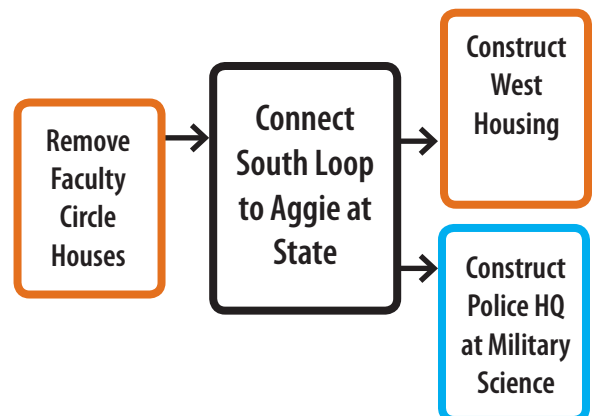 Remove
Faculty
Circle
Houses
Connect
South Loop
to Aggie at
State
Construct
West
Housing
Construct
Police HQ
at Military
Science